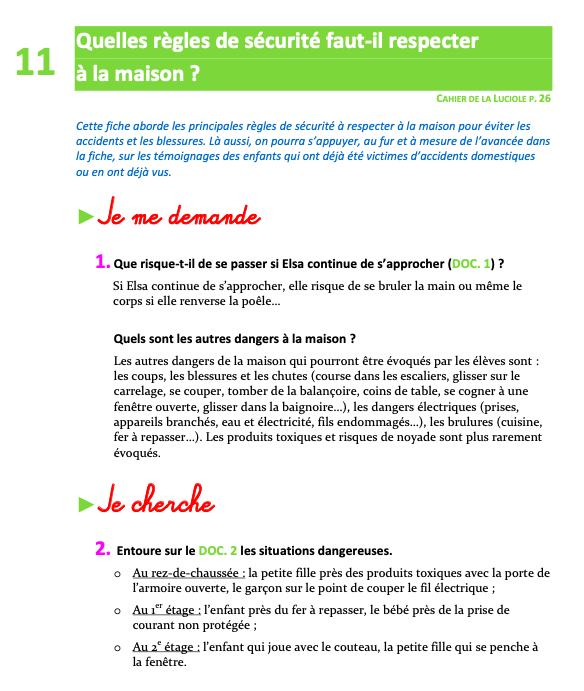 11
Quelles règles de sécurité faut-il respecter
à la maison ?
CAHIER DE LA LUCIOLE P. 26
Cette fiche aborde les principales règles de sécurité à respecter à la maison pour éviter les
accidents et les blessures. Là aussi, on pourra s’appuyer, au fur et à mesure de l’avancée dans
la fiche, sur les témoignages des enfants qui ont déjà été victimes d’accidents domestiques
ou en ont déjà vus.
►Je me demande
1. Que risque-t-il de se passer si Elsa continue de s’approcher (DOC. 1) ?
Si Elsa continue de s’approcher, elle risque de se bruler la main ou même le
corps si elle renverse la poêle…
Quels sont les autres dangers à la maison ?
Les autres dangers de la maison qui pourront être évoqués par les élèves sont :
les coups, les blessures et les chutes (course dans les escaliers, glisser sur le
carrelage, se couper, tomber de la balançoire, coins de table, se cogner à une
fenêtre ouverte, glisser dans la baignoire…), les dangers électriques (prises,
appareils branchés, eau et électricité, fils endommagés…), les brulures (cuisine,
fer à repasser…). Les produits toxiques et risques de noyade sont plus rarement
évoqués.
►Je cherche
2. Entoure sur le DOC. 2 les situations dangereuses.
o Au rez-de-chaussée : la petite fille près des produits toxiques avec la porte de
l’armoire ouverte, le garçon sur le point de couper le fil électrique ;
o Au 1er étage : l’enfant près du fer à repasser, le bébé près de la prise de
courant non protégée ;
o Au 2e étage : l’enfant qui joue avec le couteau, la petite fille qui se penche à
la fenêtre.